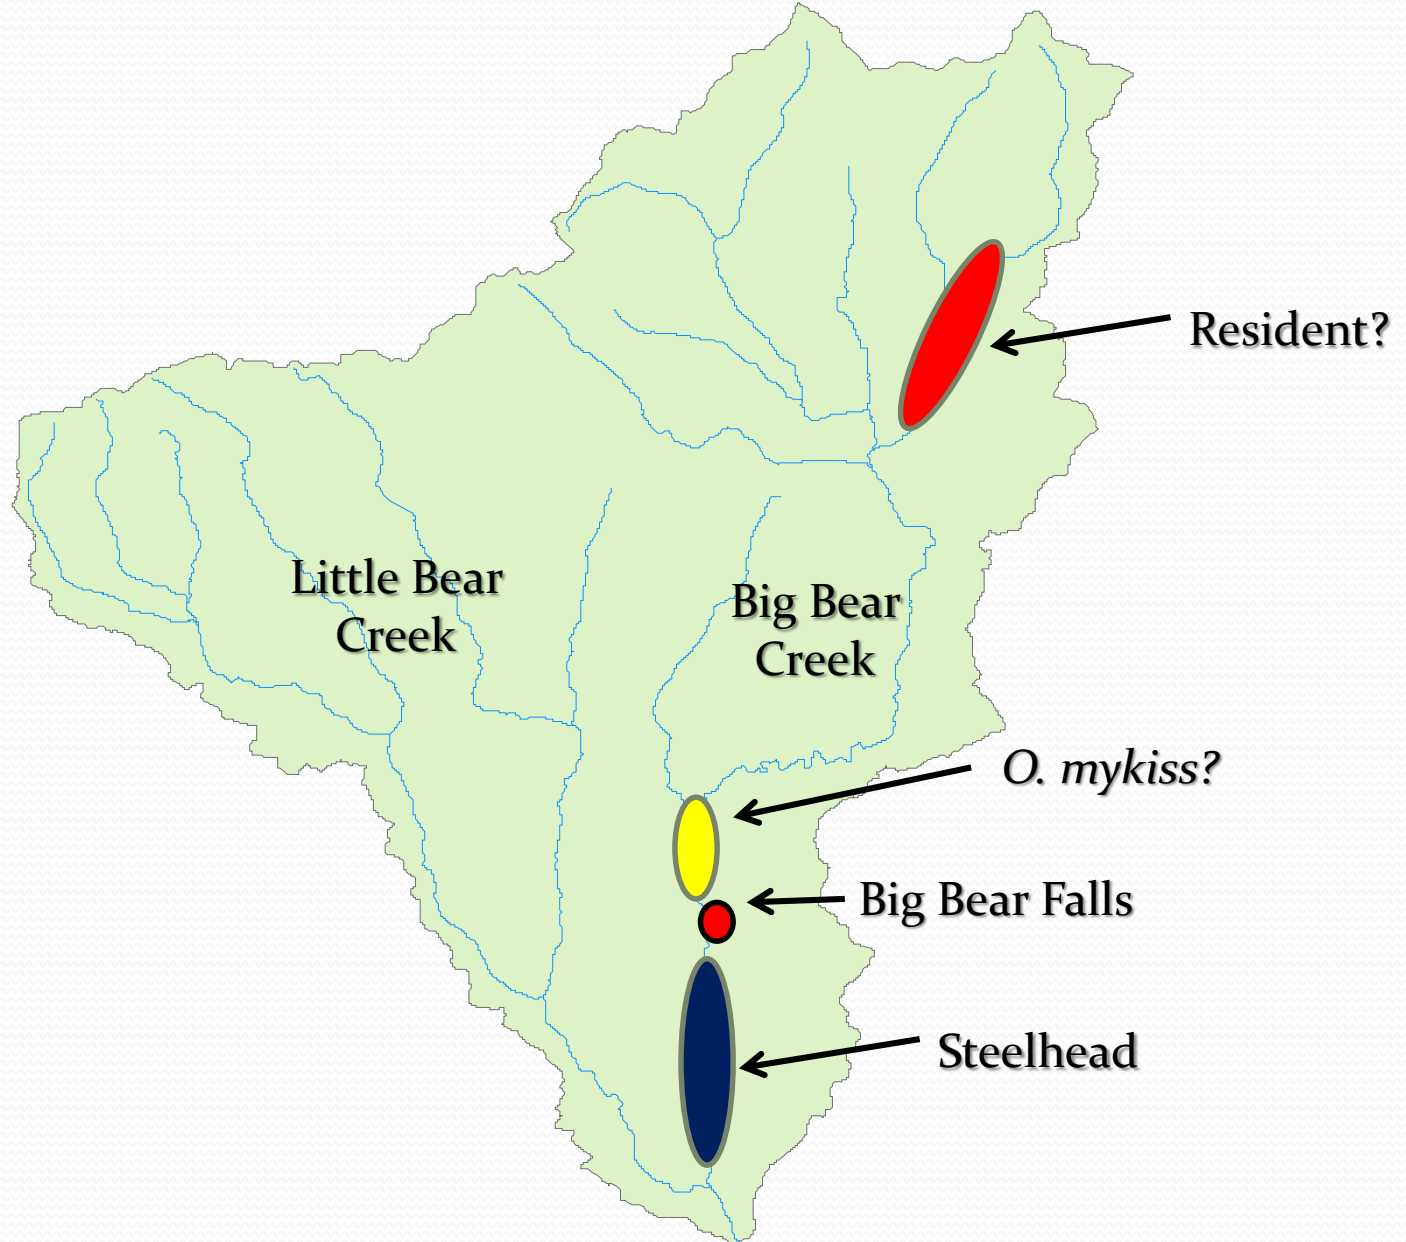 Resident?
Little Bear
Creek
Big Bear
Creek
O. mykiss?
Big Bear Falls
Steelhead